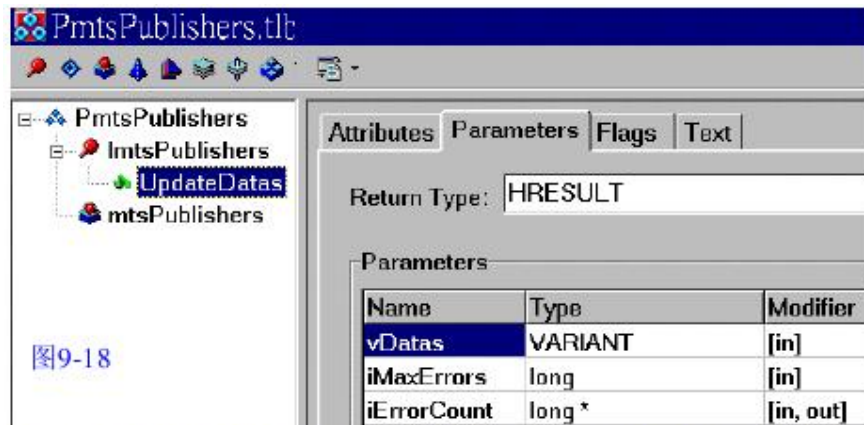 PmtsPublishers.tlb
PmtsPublishers
ImtsPublishers
UpdateDatas
mtsPublishers
图9-18
Attributes Parameters Flags Text
Return Type: HRESULT
Parameters
Name Type Modifier
vDatas VARIANT [in]
iMaxErrors long [in]
iErrorCount long * [in, out]